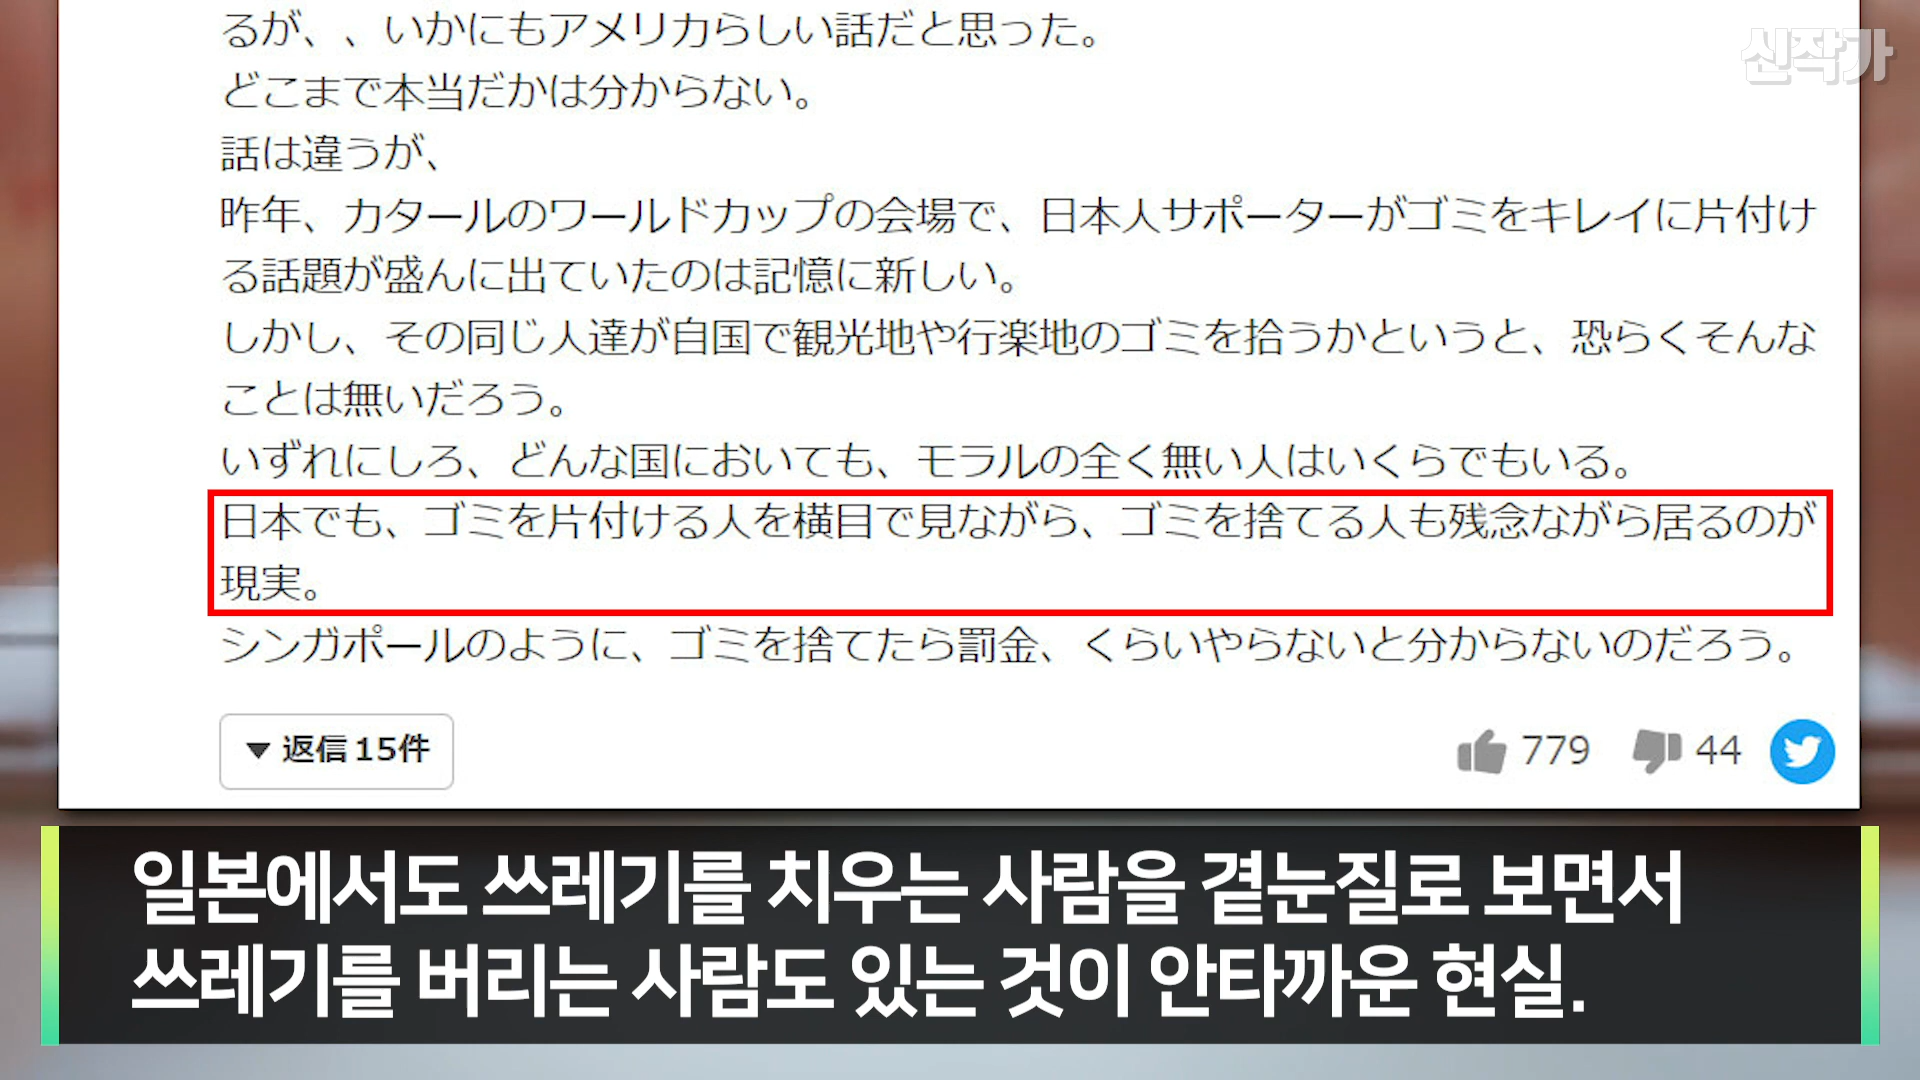 신작가
るが、、いかにもアメリカらしい話だと思った。
どこまで本当だかは分からない。
話は違うが、
昨年、カタールのワールドカップの会場で、日本人サポーターがゴミをキレイに片付け
る話題が盛んに出ていたのは記憶に新しい。
しかし、その同じ人達が自国で観光地や行楽地のゴミを拾うかというと、恐らくそんな
ことは無いだろう。
いずれにしろ、どんな国においても、モラルの全く無い人はいくらでもいる。
日本でも、ゴミを片付ける人を横目で見ながら、ゴミを捨てる人も残念ながら居るのが
現実。
シンガポールのように、ゴミを捨てたら罰金、くらいやらないと分からないのだろう。
返信15件
779
44
일본에서도 쓰레기를 치우는 사람을 곁눈질로 보면서
쓰레기를 버리는 사람도 있는 것이 안타까운 현실.